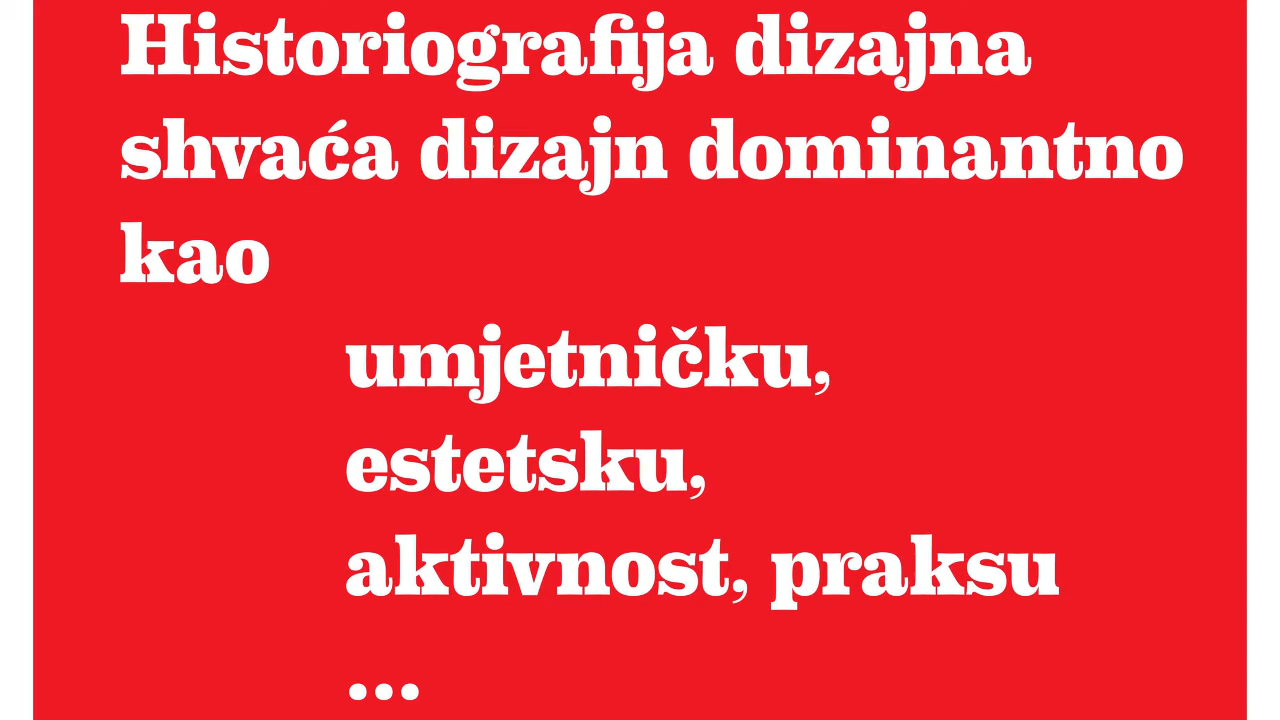 Historiografija dizajna
shvaća dizajn dominantno
kao
umjetničku,
estetsku,
aktivnost, praksu
...